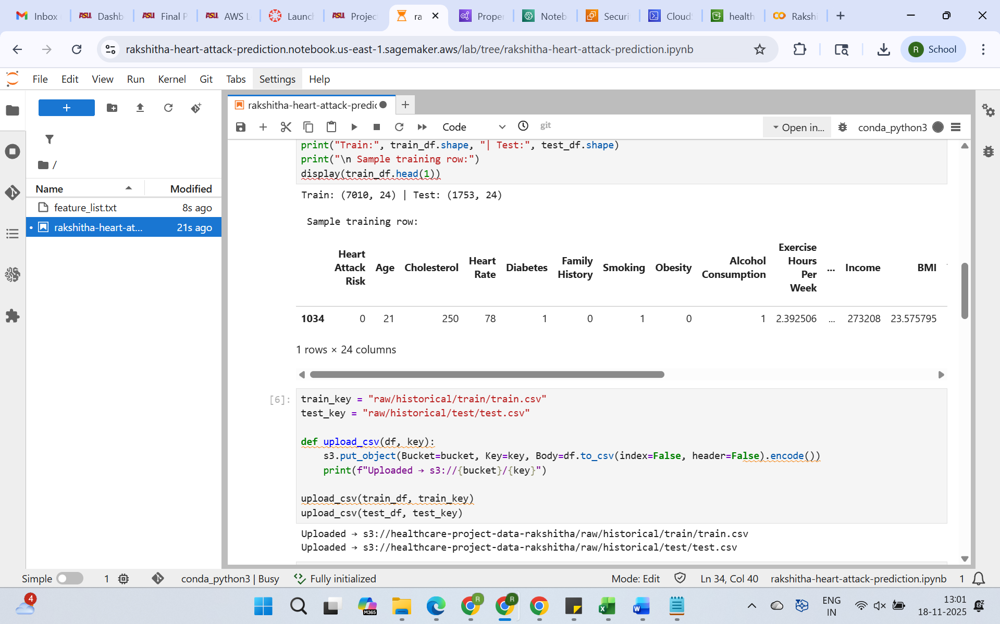 Inbox
Dashb
Final P
AWS L
Launch
Projec
ra
Proper
Noteb
Securi
Cloud
health
Rakshi
rakshitha-heart-attack-prediction.notebook.us-east-1.sagemaker.aws/lab/tree/rakshitha-heart-attack-prediction.ipynb
R School
File Edit View Run Kernel Git Tabs Settings Help
rakshitha-heart-attack-predic
Code
git
Open in...
conda_python3
/
Name Modified
feature_list.txt 8s ago
rakshitha-heart-at... 21s ago
print("Train:", train_df.shape, "| Test:", test_df.shape)
print("\n Sample training row:")
display(train_df.head(1))
Train: (7010, 24) | Test: (1753, 24)
Sample training row:
Heart Attack Risk Age Cholesterol Heart Rate Diabetes Family History Smoking Obesity Alcohol Consumption Exercise Hours Per Week ... Income BMI
1034 0 21 250 78 1 0 1 0 1 2.392506 ... 273208 23.575795
1 rows × 24 columns
[6]:
train_key = "raw/historical/train/train.csv"
test_key = "raw/historical/test/test.csv"
def upload_csv(df, key):
s3.put_object(Bucket=bucket, Key=key, Body=df.to_csv(index=False, header=False).encode())
print(f"Uploaded → s3://{bucket}/{key}")
upload_csv(train_df, train_key)
upload_csv(test_df, test_key)
Uploaded → s3://healthcare-project-data-rakshitha/raw/historical/train/train.csv
Uploaded → s3://healthcare-project-data-rakshitha/raw/historical/test/test.csv
Simple 1 conda_python3 | Busy Fully initialized Mode: Edit Ln 34, Col 40 rakshitha-heart-attack-prediction.ipynb 1
4
M365
R
R
ENG
IN
13:01
18-11-2025